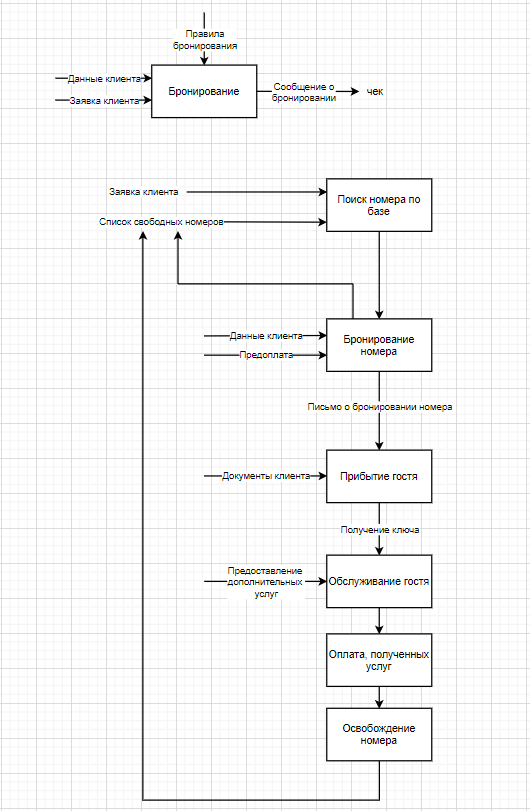 Правила
бронирования
Данные клиента
Заявка клиента
Бронирование
Сообщение о
бронировании
чек
Заявка клиента
Список свободных номеров
Поиск номера по
базе
Данные клиента
Предоплата
Бронирование
номера
Письмо о бронировании номера
Документы клиента
Прибытие гостя
Получение ключа
Предоставление
дополнительных
услуг
Обслуживание гостя
Оплата, полученных
услуг
Освобождение
номера